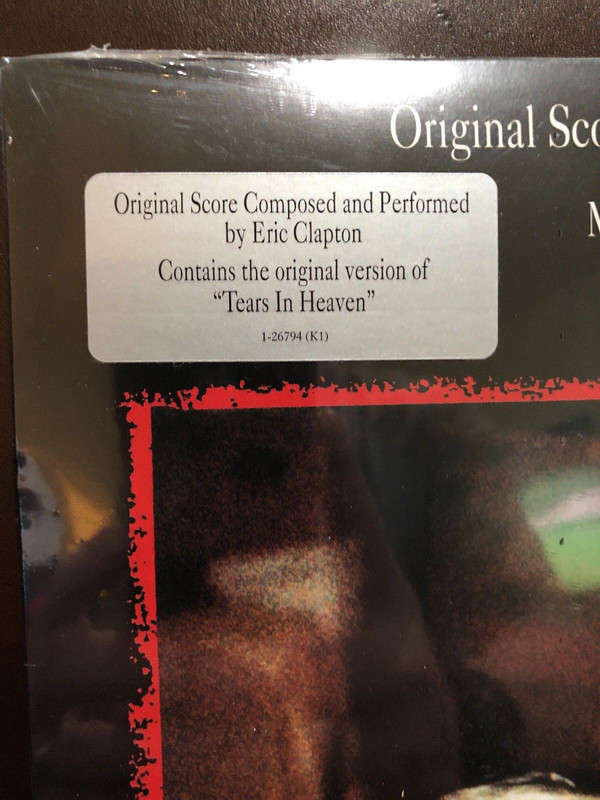 Original
Original Score Composed and Performed
by Eric Clapton
Contains the original version of
“Tears In Heaven”
1-26794 (K1)